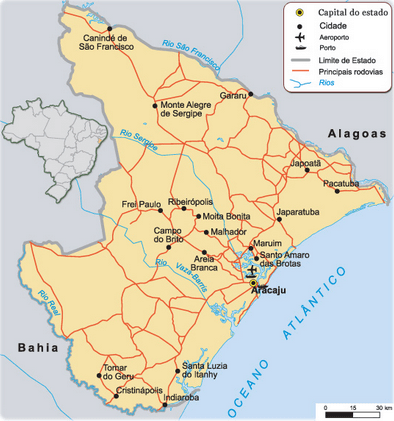 Capital do estado
Cidade
Aeroporto
Porto
Limite de Estado
Principais rodovias
Rios
Canindé de
São Francisco
Rio São Francisco
Gararu
Monte Alegre
de Sergipe
Alagoas
Rio Sergipe
Japoatã
Pacatuba
Frei Paulo
Ribeirópolis
Moita Bonita
Japaratuba
Campo
do Brito
Malhador
Maruim
Areia
Branca
Santo Amaro
das Brotas
Rio
Vaza-Barris
Aracaju
Rio Real
OCEANO ATLÂNTICO
Bahia
Tomar
do Geru
Santa Luzia
do Itanhy
Cristinápolis
Indiaroba
0 15 30 km